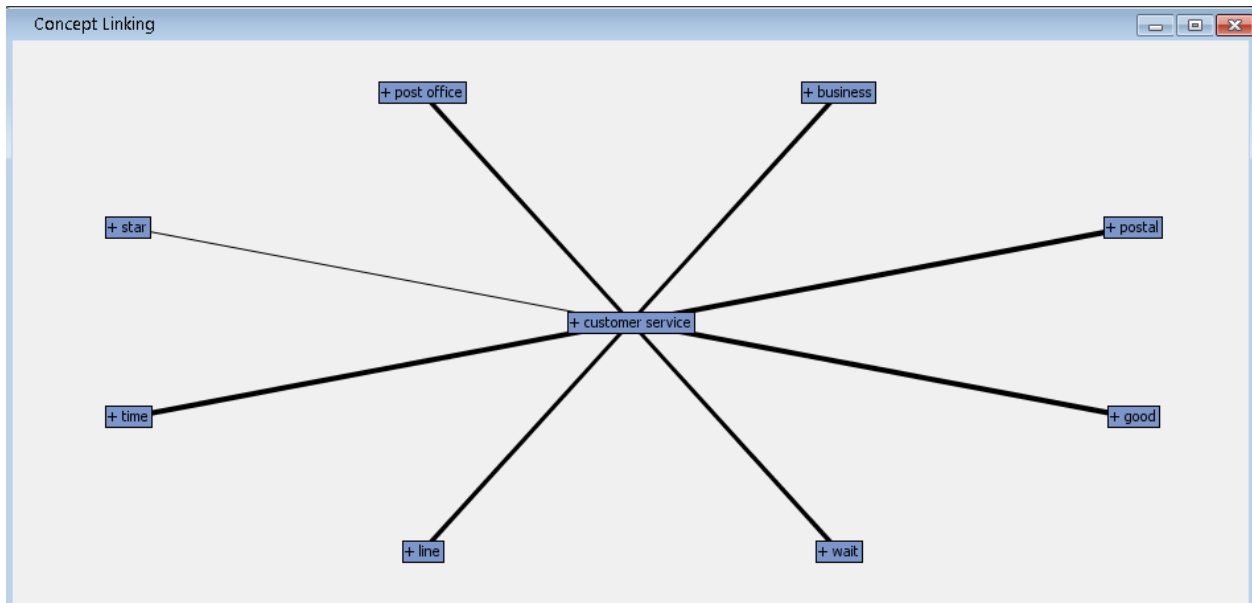 Concept Linking
+ post office
+ business
+ star
+ postal
+ customer service
+ time
+ good
+ line
+ wait